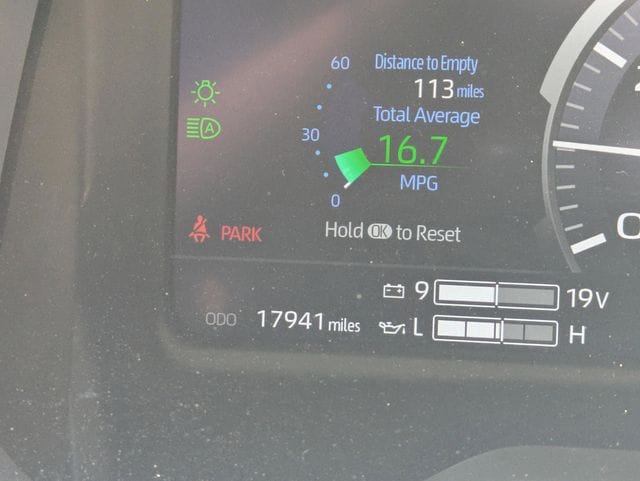 60
Distance to Empty
113 miles
Total Average
30
16.7
MPG
0
A
PARK
Hold OK to Reset
9
19V
ODO 17941 miles
L
H